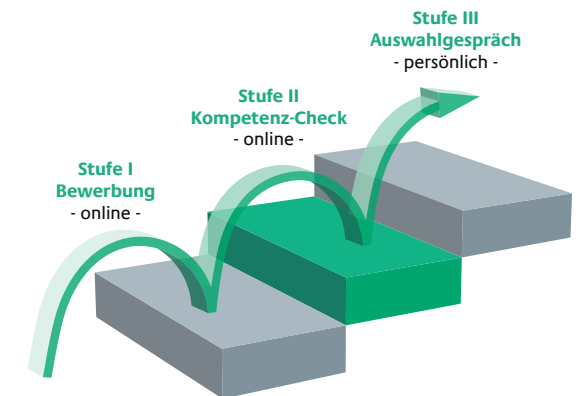 Stufe III
Auswahlgespräch
- persönlich -
Stufe II
Kompetenz-Check
- online -
Stufe I
Bewerbung
- online -